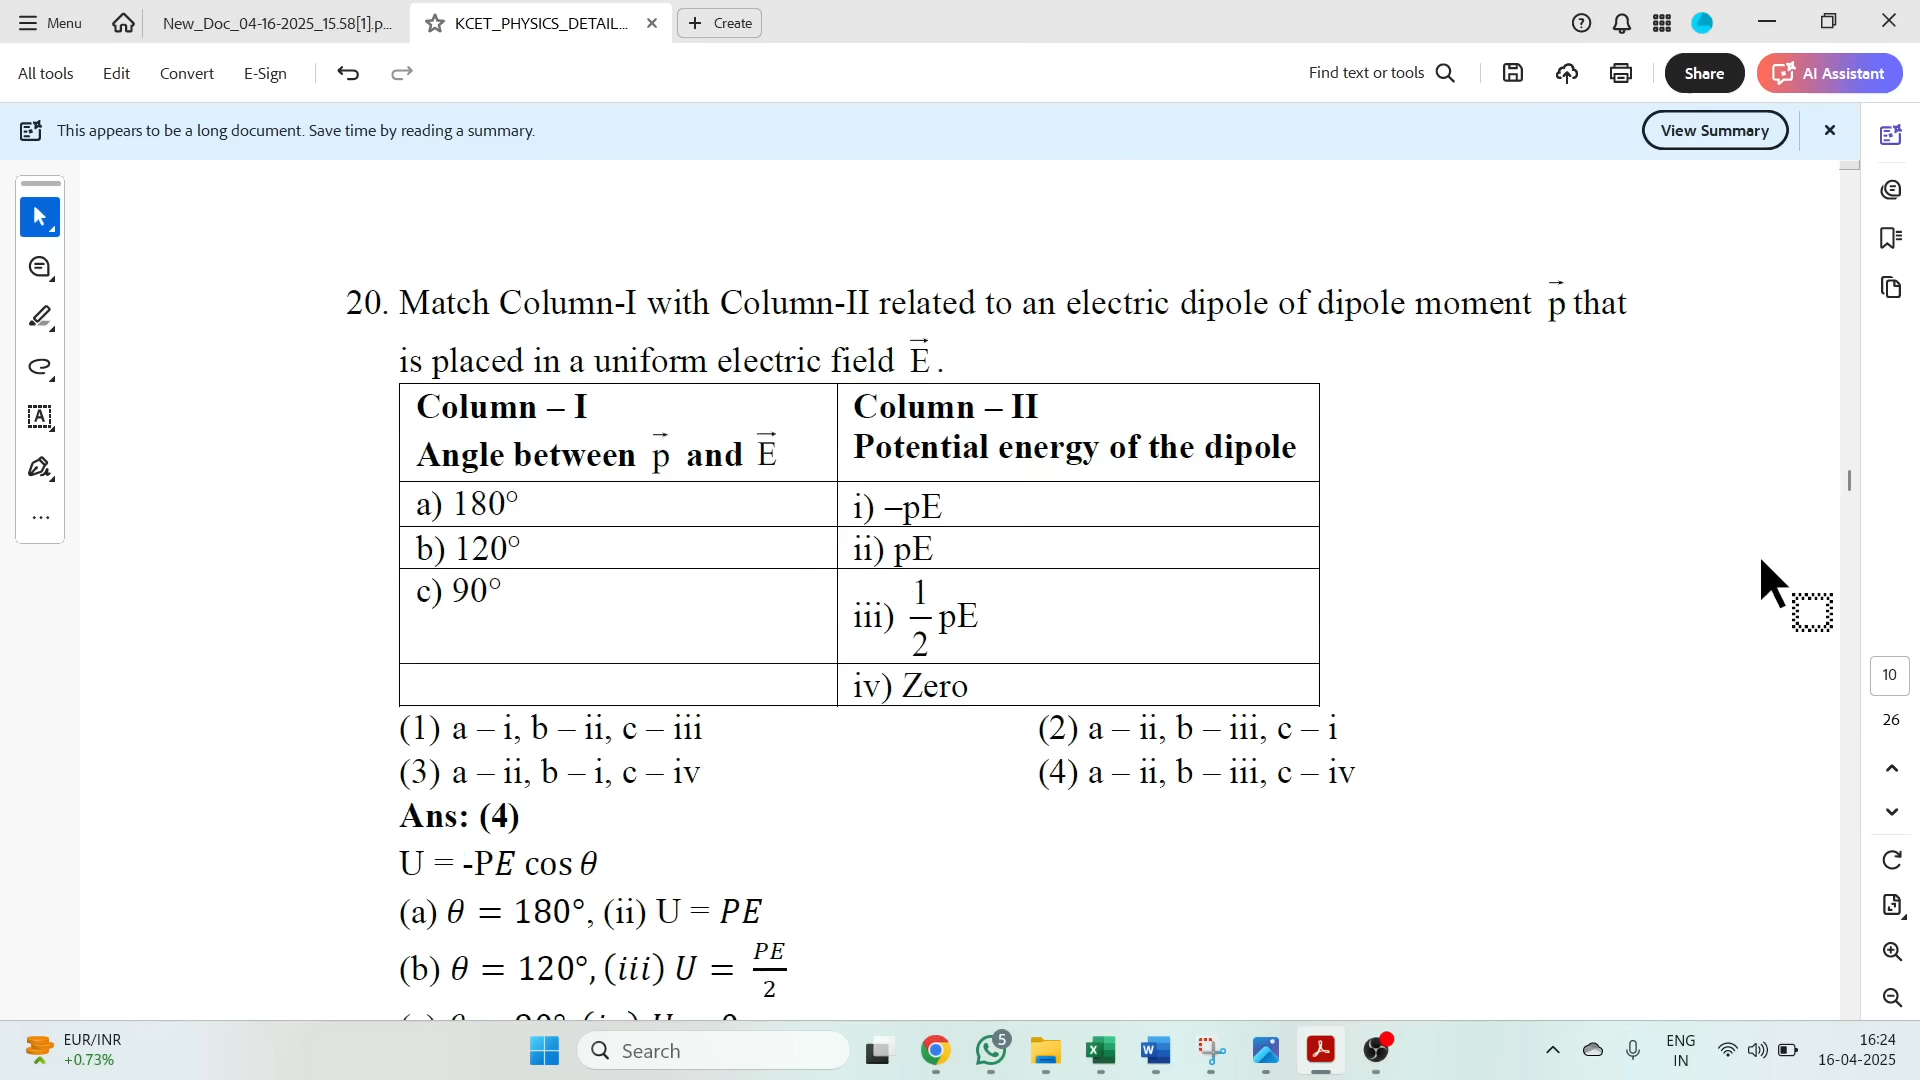 Menu
New_Doc_04-16-2025_15.58[1].p...
KCET_PHYSICS_DETAIL...
+ Create
All tools
Edit
Convert
E-Sign
Find text or tools
Share
AI Assistant
This appears to be a long document. Save time by reading a summary.
View Summary
20. Match Column-I with Column-II related to an electric dipole of dipole moment p⃗ that
is placed in a uniform electric field E⃗.
Column – I
Angle between p⃗ and E⃗
Column – II
Potential energy of the dipole
a) 180°
i) –pE
b) 120°
ii) pE
c) 90°
iii) 1/2 pE
iv) Zero
(1) a – i, b – ii, c – iii
(2) a – ii, b – iii, c – i
(3) a – ii, b – i, c – iv
(4) a – ii, b – iii, c – iv
Ans: (4)
U = -PE cos θ
(a) θ = 180°, (ii) U = PE
(b) θ = 120°, (iii) U = PE/2
10
26
EUR/INR
+0.73%
Search
5
ENG
IN
16:24
16-04-2025